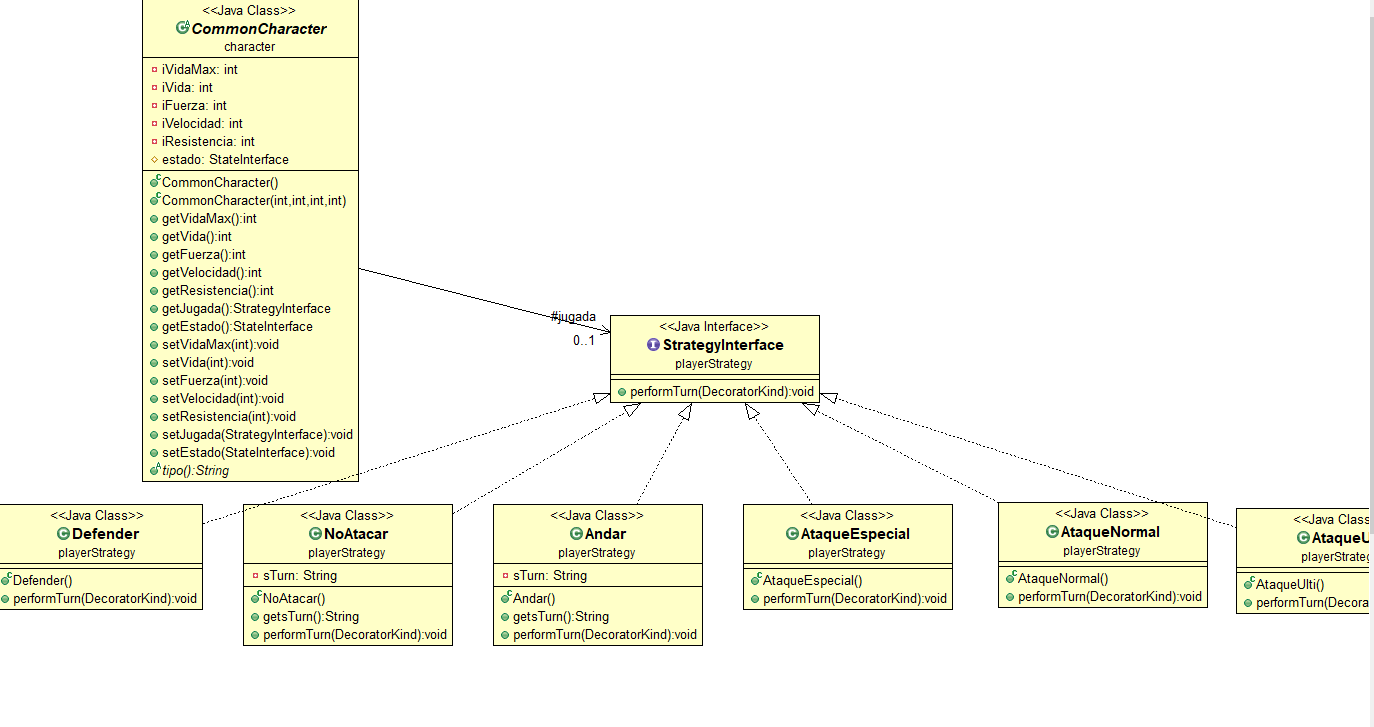 <<Java Class>>
CommonCharacter
character
iVidaMax: int
iVida: int
iFuerza: int
iVelocidad: int
iResistencia: int
estado: StateInterface
CommonCharacter()
CommonCharacter(int,int,int,int)
getVidaMax():int
getVida():int
getFuerza():int
getVelocidad():int
getResistencia():int
getJugada():StrategyInterface
getEstado():StateInterface
setVidaMax(int):void
setVida(int):void
setFuerza(int):void
setVelocidad(int):void
setResistencia(int):void
setJugada(StrategyInterface):void
setEstado(StateInterface):void
tipo():String
#jugada
0..1
<<Java Interface>>
StrategyInterface
playerStrategy
performTurn(DecoratorKind):void
<<Java Class>>
Defender
playerStrategy
Defender()
performTurn(DecoratorKind):void
<<Java Class>>
NoAtacar
playerStrategy
sTurn: String
NoAtacar()
getsTurn():String
performTurn(DecoratorKind):void
<<Java Class>>
Andar
playerStrategy
sTurn: String
Andar()
getsTurn():String
performTurn(DecoratorKind):void
<<Java Class>>
AtaqueEspecial
playerStrategy
AtaqueEspecial()
performTurn(DecoratorKind):void
<<Java Class>>
AtaqueNormal
playerStrategy
AtaqueNormal()
performTurn(DecoratorKind):void
<<Java Class
AtaqueU
playerStrateg
AtaqueUlti()
performTurn(Decora